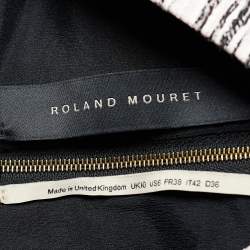 ROLAND MOURET
Made in United Kingdom UK10 US6 FR38 IT42 D36